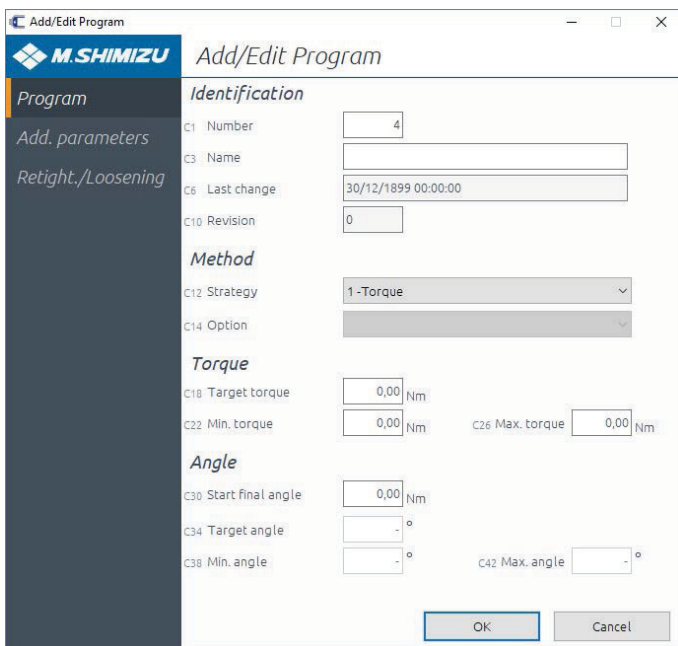 Add/Edit Program
M.SHIMIZU
Add/Edit Program
Program
Add. parameters
Retight./Loosening
Identification
C1 Number 4
C3 Name
C6 Last change 30/12/1899 00:00:00
C10 Revision 0
Method
C12 Strategy 1 -Torque
C14 Option
Torque
C18 Target torque 0,00 Nm
C22 Min. torque 0,00 Nm C26 Max. torque 0,00 Nm
Angle
C30 Start final angle 0,00 Nm
C34 Target angle - °
C38 Min. angle - ° C42 Max. angle - °
OK Cancel